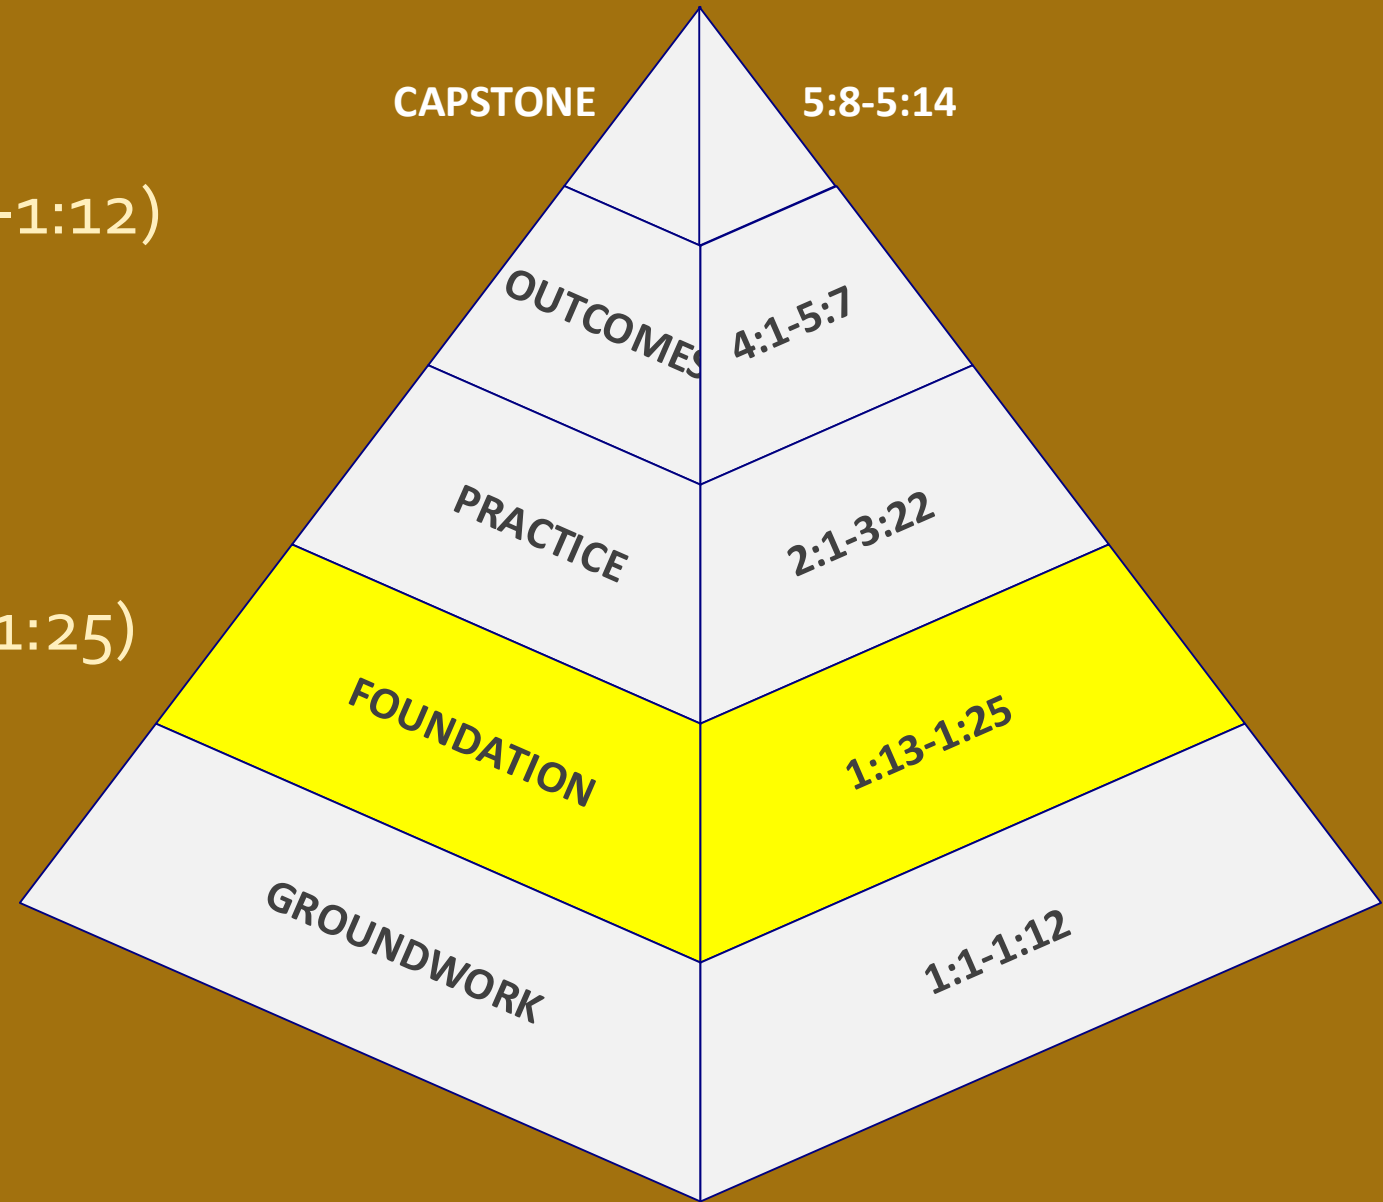 CAPSTONE 5:8-5:14
-1:12)
OUTCOMES 4:1-5:7
PRACTICE 2:1-3:22
1:25)
FOUNDATION 1:13-1:25
GROUNDWORK 1:1-1:12